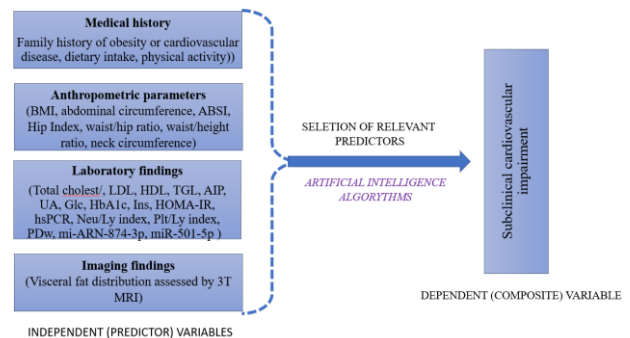 Medical history
Family history of obesity or cardiovascular
disease, dietary intake, physical activity))
Anthropometric parameters
(BMI, abdominal circumference, ABSI,
Hip Index, waist/hip ratio, waist/height
ratio, neck circumference)
Laboratory findings
(Total cholest/, LDL, HDL, TGL, AIP,
UA, Glc, HbA1c, Ins, HOMA-IR,
hsPCR, Neu/Ly index, Plt/Ly index,
PDw, mi-ARN-874-3p, miR-501-5p )
Imaging findings
(Visceral fat distribution assessed by 3T
MRI)
INDEPENDENT (PREDICTOR) VARIABLES
SELETION OF RELEVANT
PREDICTORS
ARTIFICIAL INTELLIGENCE
ALGORITHMS
Subclinical cardiovascular
impairment
DEPENDENT (COMPOSITE) VARIABLE